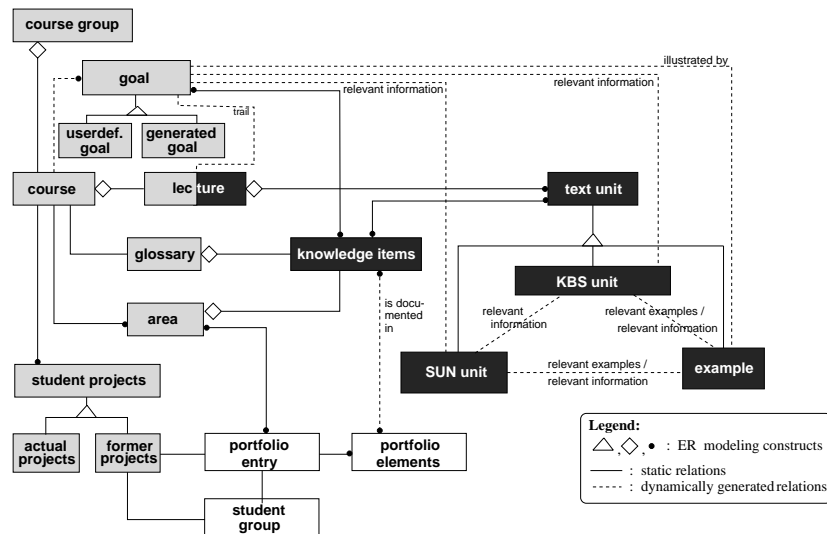 course group
goal
illustrated by
relevant information
relevant information
trail
userdef.
goal
generated
goal
course
lecture
text unit
glossary
knowledge items
KBS unit
is docu-
mented
in
relevant
information
relevant examples /
relevant information
area
SUN unit
relevant examples /
relevant information
example
student projects
actual
projects
former
projects
portfolio
entry
portfolio
elements
student
group
Legend:
, , : ER modeling constructs
: static relations
: dynamically generated relations